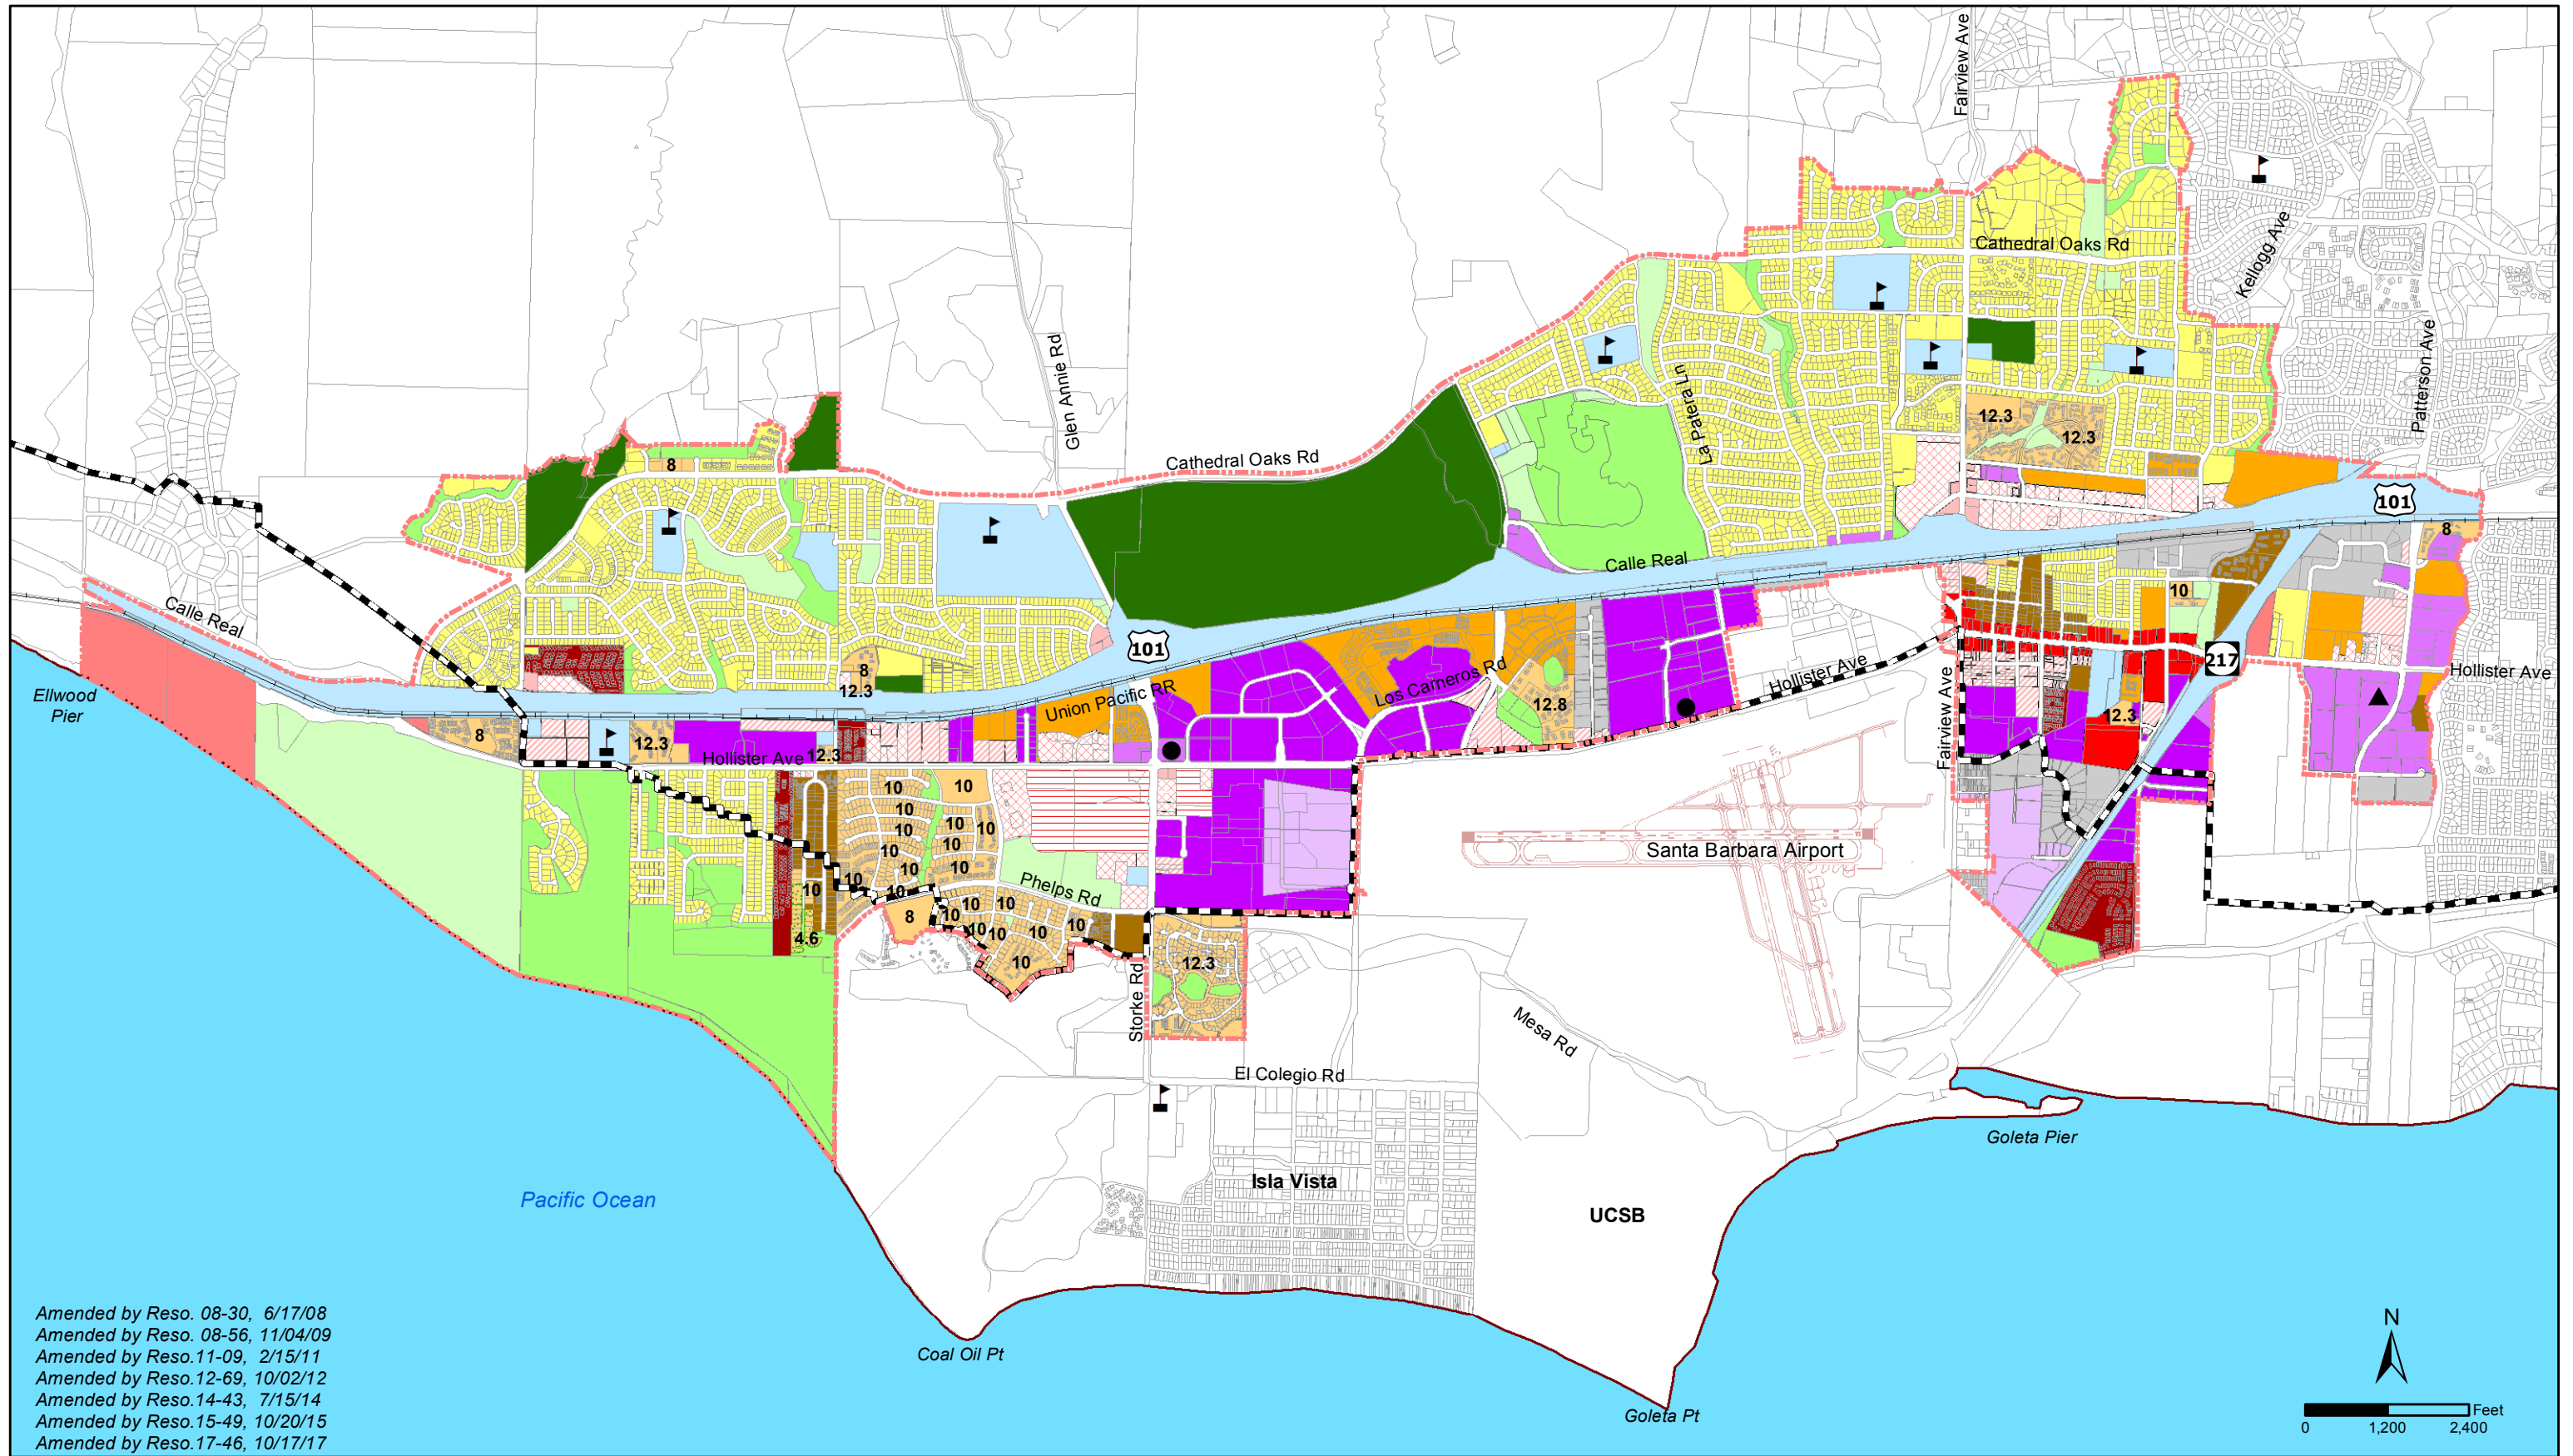 Fairview Ave
Cathedral Oaks Rd
Kellogg Ave
Patterson Ave
Glen Annie Rd
La Patera Ln
12.3
12.3
Cathedral Oaks Rd
8
101
8
Calle Real
Calle Real
10
101
8
12.3
Union Pacific RR
Los Carneros Rd
12.8
Hollister Ave
Fairview Ave
217
Hollister Ave
Ellwood
Pier
8
12.3
Hollister Ave
12.3
12.3
10
10
10
10
10
10
10
10
10
10
10
10
10
10
4.6
Phelps Rd
8
10
10
10
10
10
10
10
10
Santa Barbara Airport
12.3
Storke Rd
Mesa Rd
El Colegio Rd
Goleta Pier
Isla Vista
UCSB
Pacific Ocean
Coal Oil Pt
Goleta Pt
Amended by Reso. 08-30, 6/17/08
Amended by Reso. 08-56, 11/04/09
Amended by Reso.11-09, 2/15/11
Amended by Reso.12-69, 10/02/12
Amended by Reso.14-43, 7/15/14
Amended by Reso.15-49, 10/20/15
Amended by Reso.17-46, 10/17/17
N
Feet
0 1,200 2,400